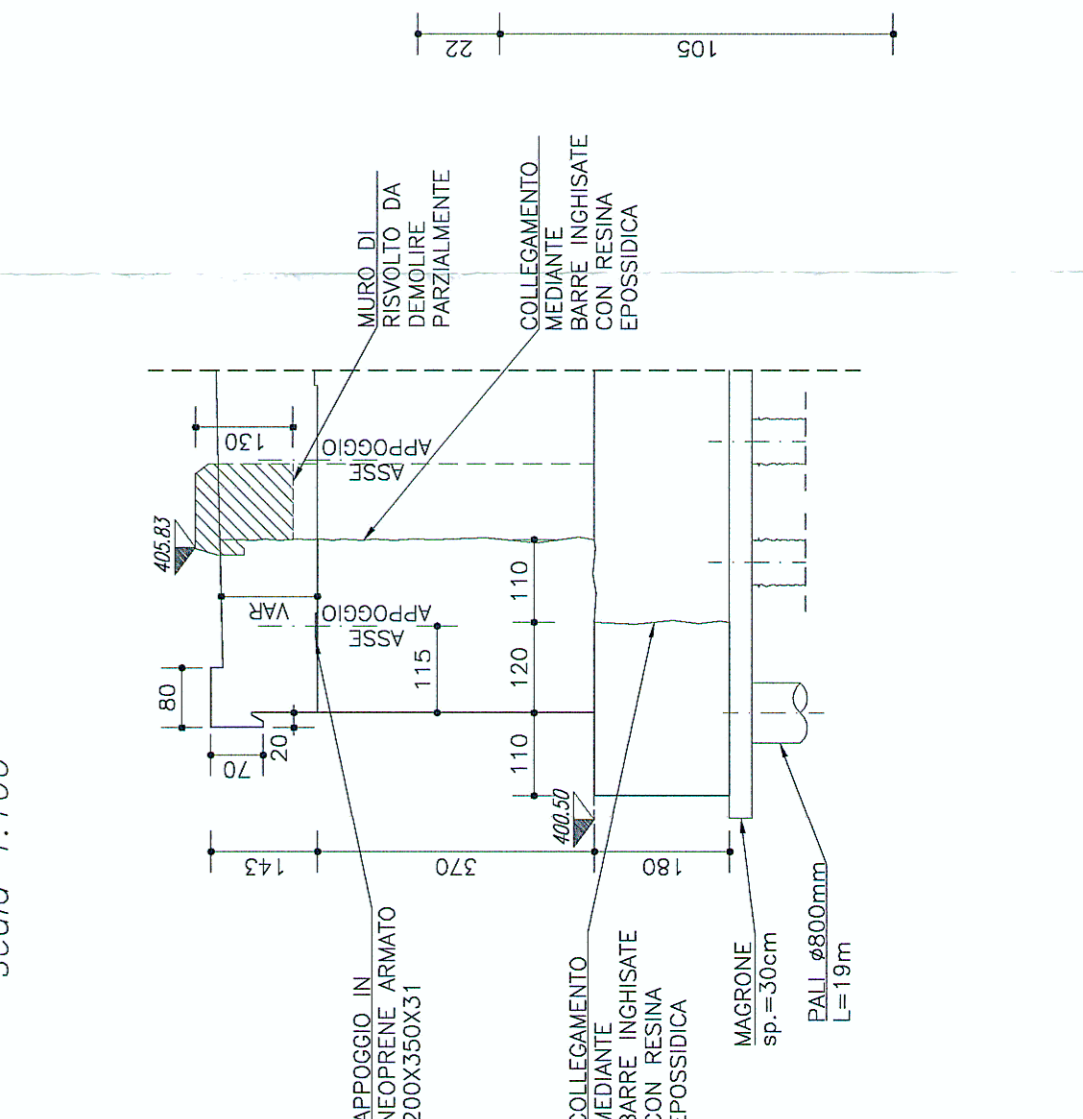 22
105
MURO DI
RISVOLTO DA
DEMOLIRE
PARZIALMENTE
COLLEGAMENTO
MEDIANTE
BARRE INGHISATE
CON RESINA
EPOSSIDICA
130
ASSE
APPOGGIO
405.83
VAR
ASSE
APPOGGIO
80
70
20
115
110
120
110
400.50
143
370
180
APPOGGIO IN
NEOPRENE ARMATO
200X350X31
COLLEGAMENTO
MEDIANTE
BARRE INGHISATE
CON RESINA
EPOSSIDICA
MAGRONE
sp.=30cm
PALI ø800mm
L=19m